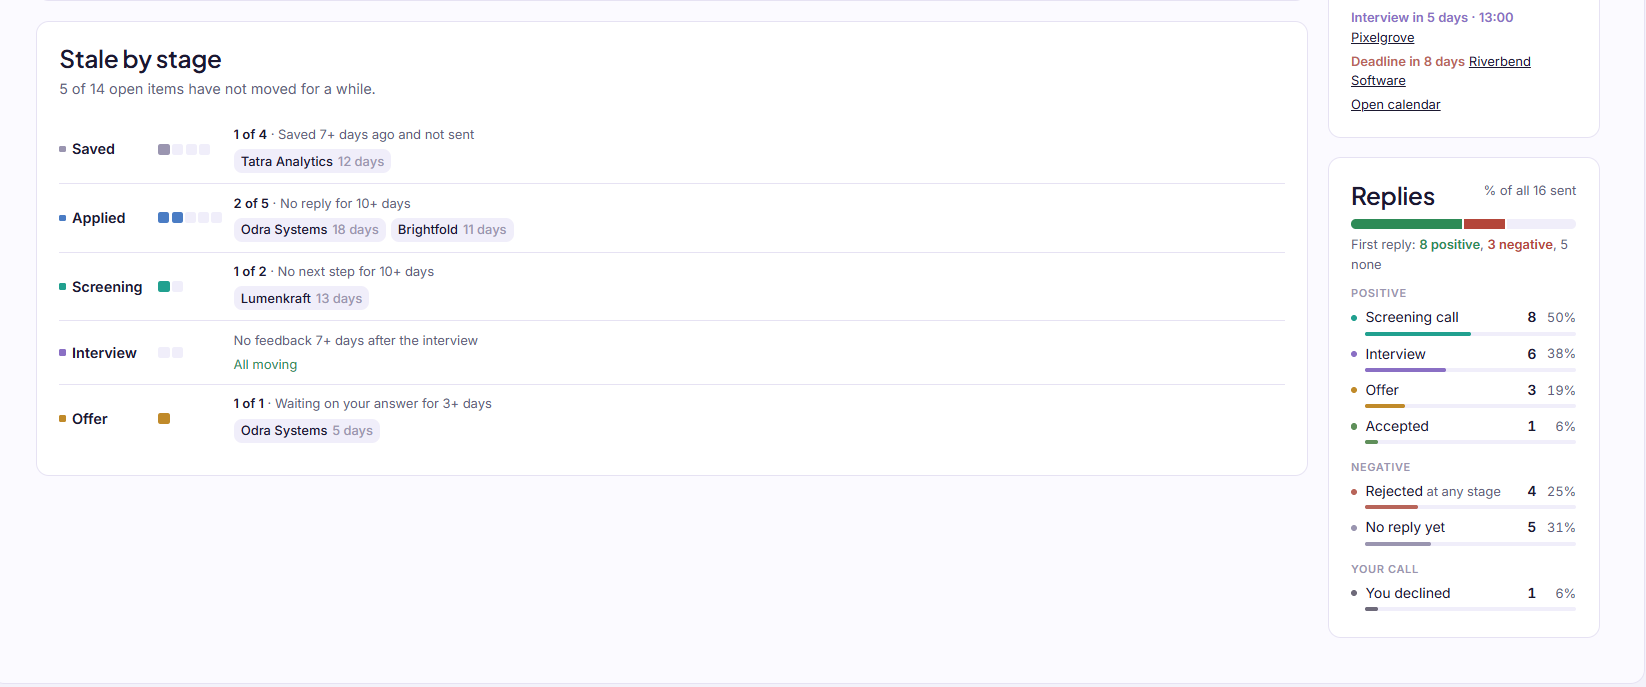 Stale by stage
5 of 14 open items have not moved for a while.
Saved
1 of 4 · Saved 7+ days ago and not sent
Tatra Analytics 12 days
Applied
2 of 5 · No reply for 10+ days
Odra Systems 18 days Brightfold 11 days
Screening
1 of 2 · No next step for 10+ days
Lumenkraft 13 days
Interview
No feedback 7+ days after the interview
All moving
Offer
1 of 1 · Waiting on your answer for 3+ days
Odra Systems 5 days
Interview in 5 days · 13:00
Pixelgrove
Deadline in 8 days Riverbend
Software
Open calendar
Replies % of all 16 sent
First reply: 8 positive, 3 negative, 5
none
POSITIVE
Screening call 8 50%
Interview 6 38%
Offer 3 19%
Accepted 1 6%
NEGATIVE
Rejected at any stage 4 25%
No reply yet 5 31%
YOUR CALL
You declined 1 6%